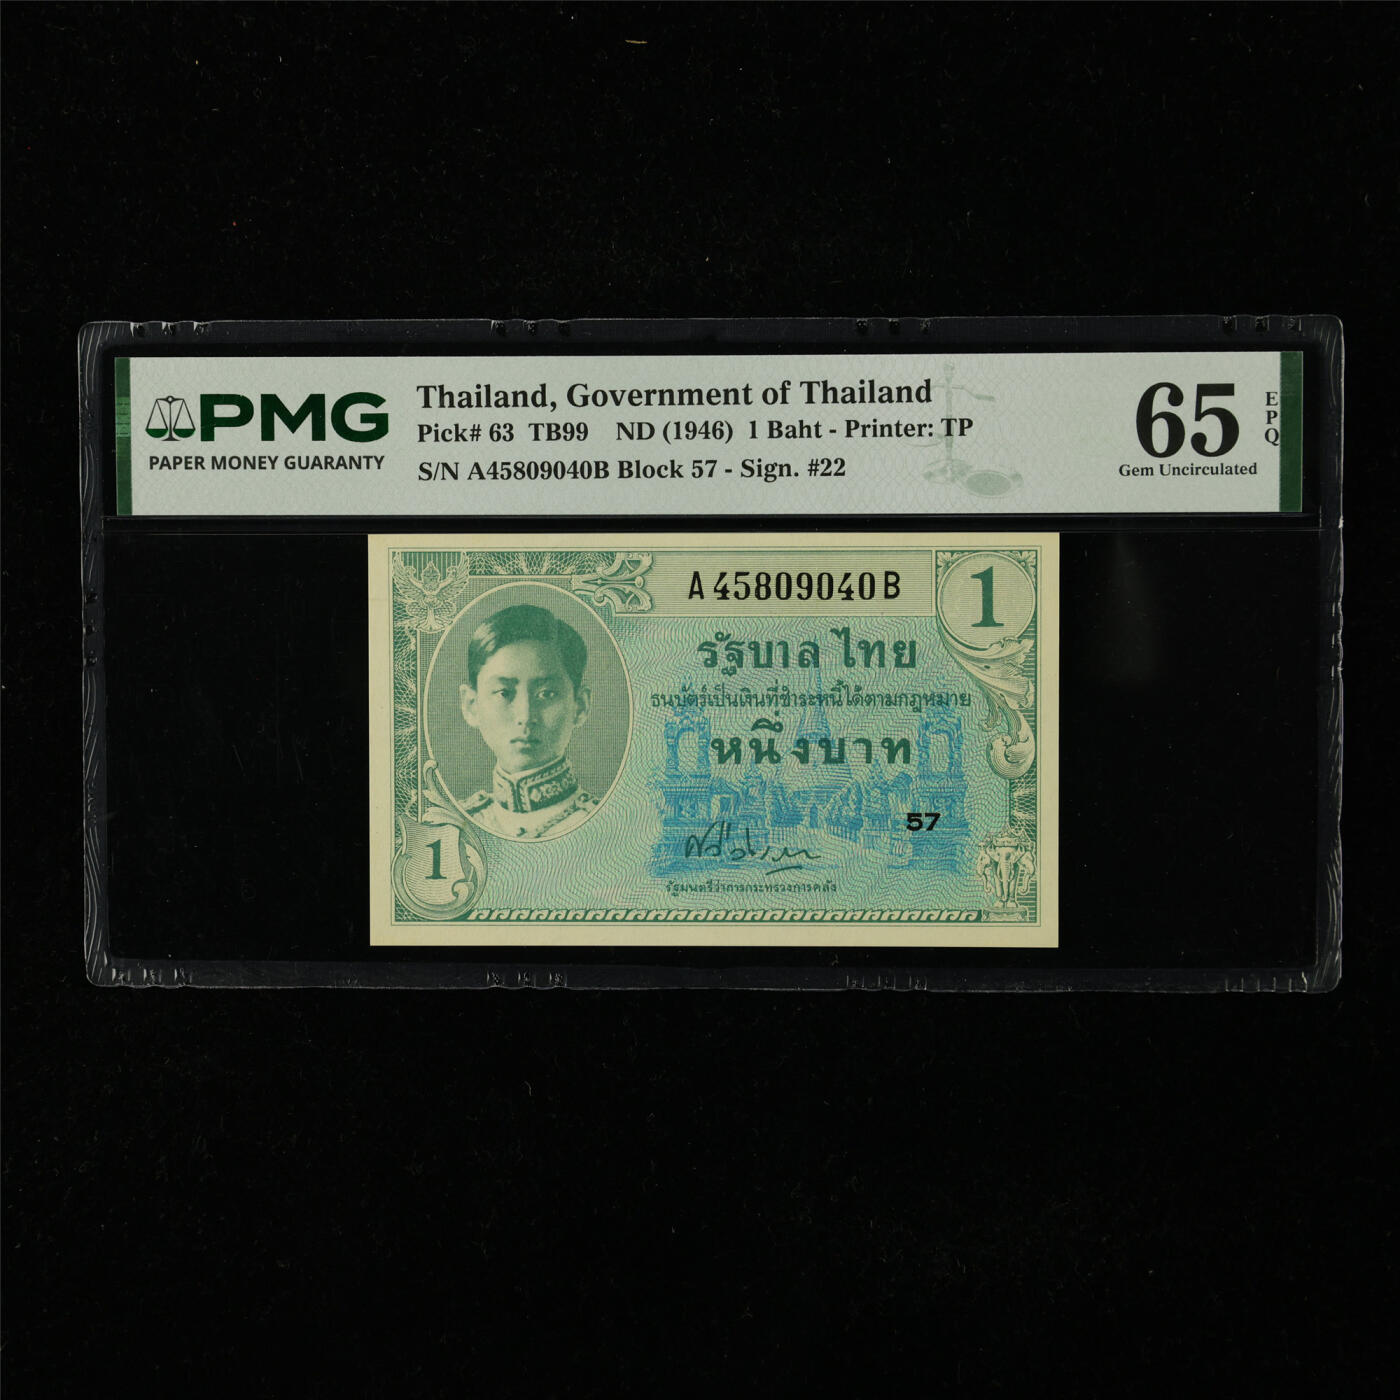 PMG
PAPER MONEY GUARANTY
Thailand, Government of Thailand
Pick# 63 TB99 ND (1946) 1 Baht - Printer: TP
S/N A45809040B Block 57 - Sign. #22
65 EPQ
Gem Uncirculated
A45809040B
1
รัฐบาลไทย
ธนบัตร์เป็นเงินที่ชำระหนี้ได้ตามกฎหมาย
หนึ่งบาท
57
1
รัฐมนตรีว่าการกระทรวงการคลัง